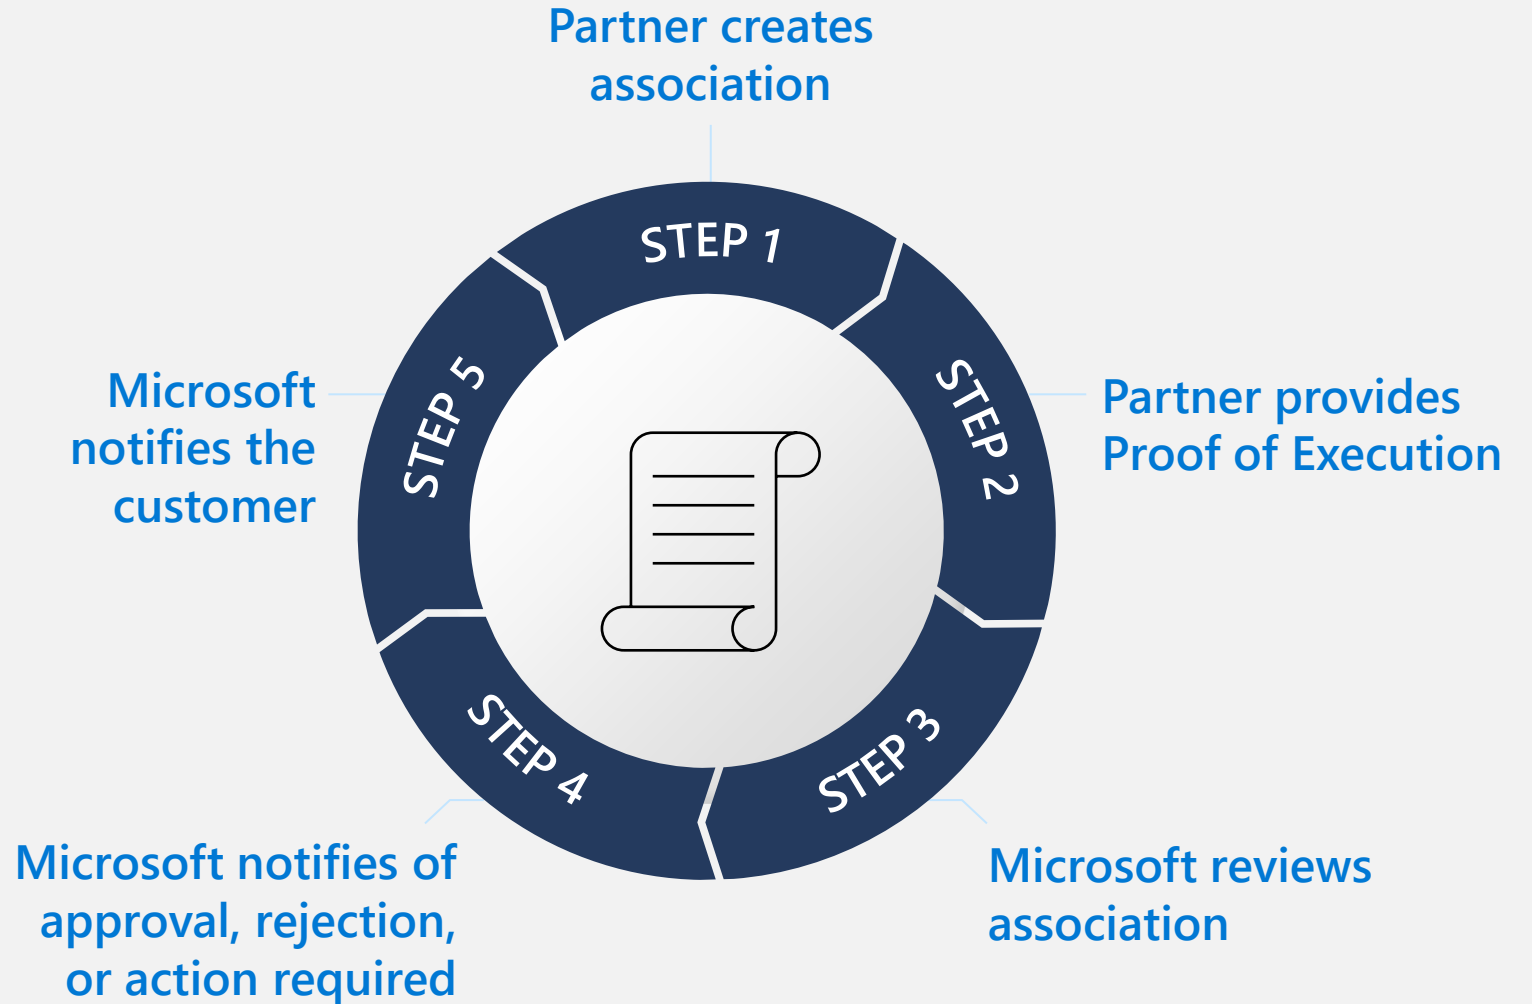 Partner creates
association
STEP 1
STEP 2
Partner provides
Proof of Execution
STEP 3
Microsoft reviews
association
STEP 4
Microsoft notifies of
approval, rejection,
or action required
STEP 5
Microsoft
notifies the
customer